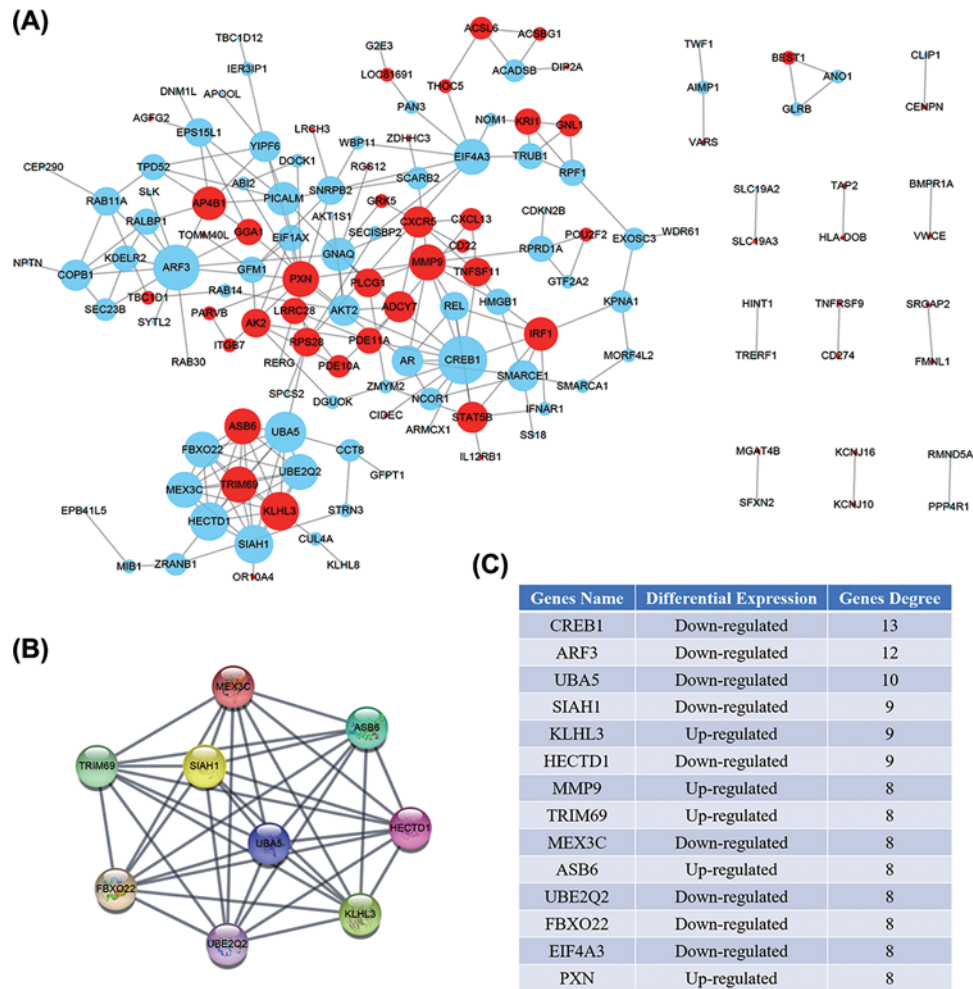 (A)
TBC1D12
G2E3
ACSL6
ACSBG1
TWF1
BEST1
CLIP1
IER3IP1
LOC81691
ACADSB
DIP2A
ANO1
DNM1L
APOOL
THOC5
AIMP1
GLRB
AGFG2
PAN3
CENPN
EPS15L1
LRCH3
NOM1
KRI1
GNL1
VARS
YIPF6
DOCK1
WBP11
ZDHHC3
EIF4A3
TRUB1
CEP290
TPD52
RGS12
RPF1
RAB11A
SLK
ABI2
PICALM
SNRPB2
SCARB2
SLC19A2
TAP2
BMPR1A
RALBP1
AP4B1
AKT1S1
GRK5
CXCR5
CXCL13
CDKN2B
TOMM40L
GGA1
EIF1AX
SECISBP2
CD22
POU2F2
EXOSC3
WDR61
SLC19A3
HLA-DOB
VWCE
NPTN
COPB1
KDELR2
ARF3
GFM1
GNAQ
MMP9
TNFSF11
RPRD1A
GTF2A2
SEC23B
TBC1D1
RAB14
PXN
PLCG1
HMGB1
KPNA1
HINT1
TNFRSF9
SRGAP2
SYTL2
PARVB
LRRC28
AKT2
ADCY7
REL
AK2
IRF1
TRERF1
CD274
FMNL1
ITGB7
RPS28
PDE11A
RAB30
RERG
PDE10A
AR
CREB1
MORF4L2
SPCS2
ZMYM2
SMARCE1
SMARCA1
DGUOK
NCOR1
CIDEC
STAT5B
IFNAR1
ARMCX1
SS18
IL12RB1
ASB6
UBA5
FBXO22
CCT8
MGAT4B
KCNJ16
RMND5A
UBE2Q2
GFPT1
MEX3C
TRIM69
SFXN2
KCNJ10
PPP4R1
KLHL3
STRN3
EPB41L5
HECTD1
SIAH1
CUL4A
MIB1
ZRANB1
KLHL8
OR10A4
(C)
Genes Name Differential Expression Genes Degree
CREB1 Down-regulated 13
ARF3 Down-regulated 12
UBA5 Down-regulated 10
SIAH1 Down-regulated 9
KLHL3 Up-regulated 9
HECTD1 Down-regulated 9
MMP9 Up-regulated 8
TRIM69 Up-regulated 8
MEX3C Down-regulated 8
ASB6 Up-regulated 8
UBE2Q2 Down-regulated 8
FBXO22 Down-regulated 8
EIF4A3 Down-regulated 8
PXN Up-regulated 8
(B)
MEX3C
ASB6
TRIM69
SIAH1
HECTD1
UBA5
FBXO22
KLHL3
UBE2Q2